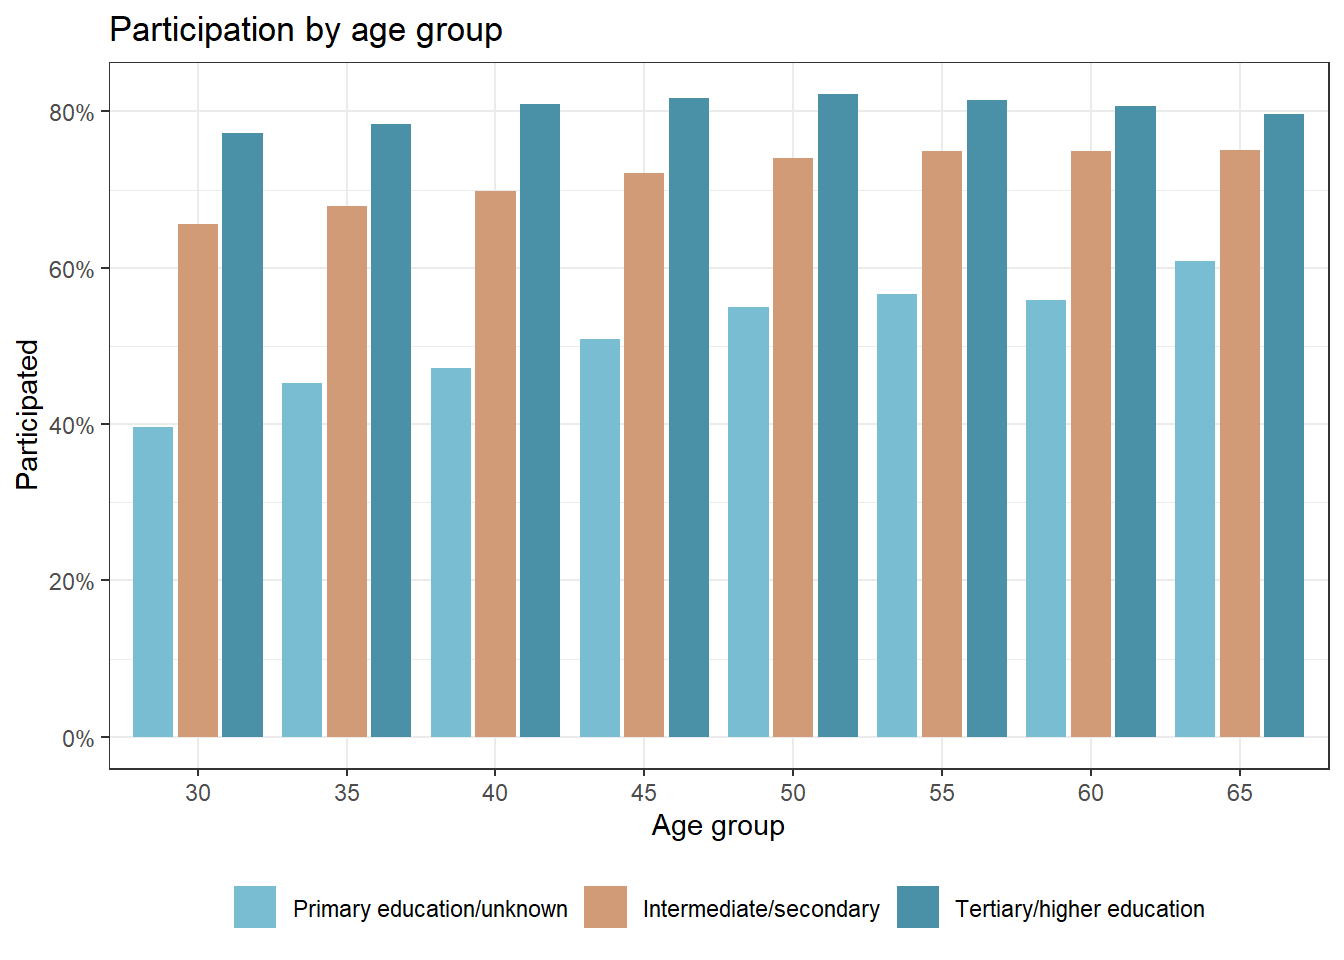 Participation by age group
80%
60%
40%
20%
0%
Participated
30 35 40 45 50 55 60 65
Age group
Primary education/unknown Intermediate/secondary Tertiary/higher education